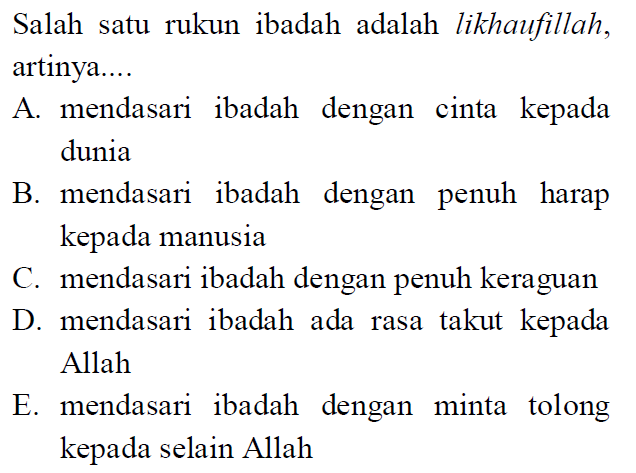 Salah satu rukun ibadah adalah likhaufillah,
artinya....
A. mendasari ibadah dengan cinta kepada
dunia
B. mendasari ibadah dengan penuh harap
kepada manusia
C. mendasari ibadah dengan penuh keraguan
D. mendasari ibadah ada rasa takut kepada
Allah
E. mendasari ibadah dengan minta tolong
kepada selain Allah